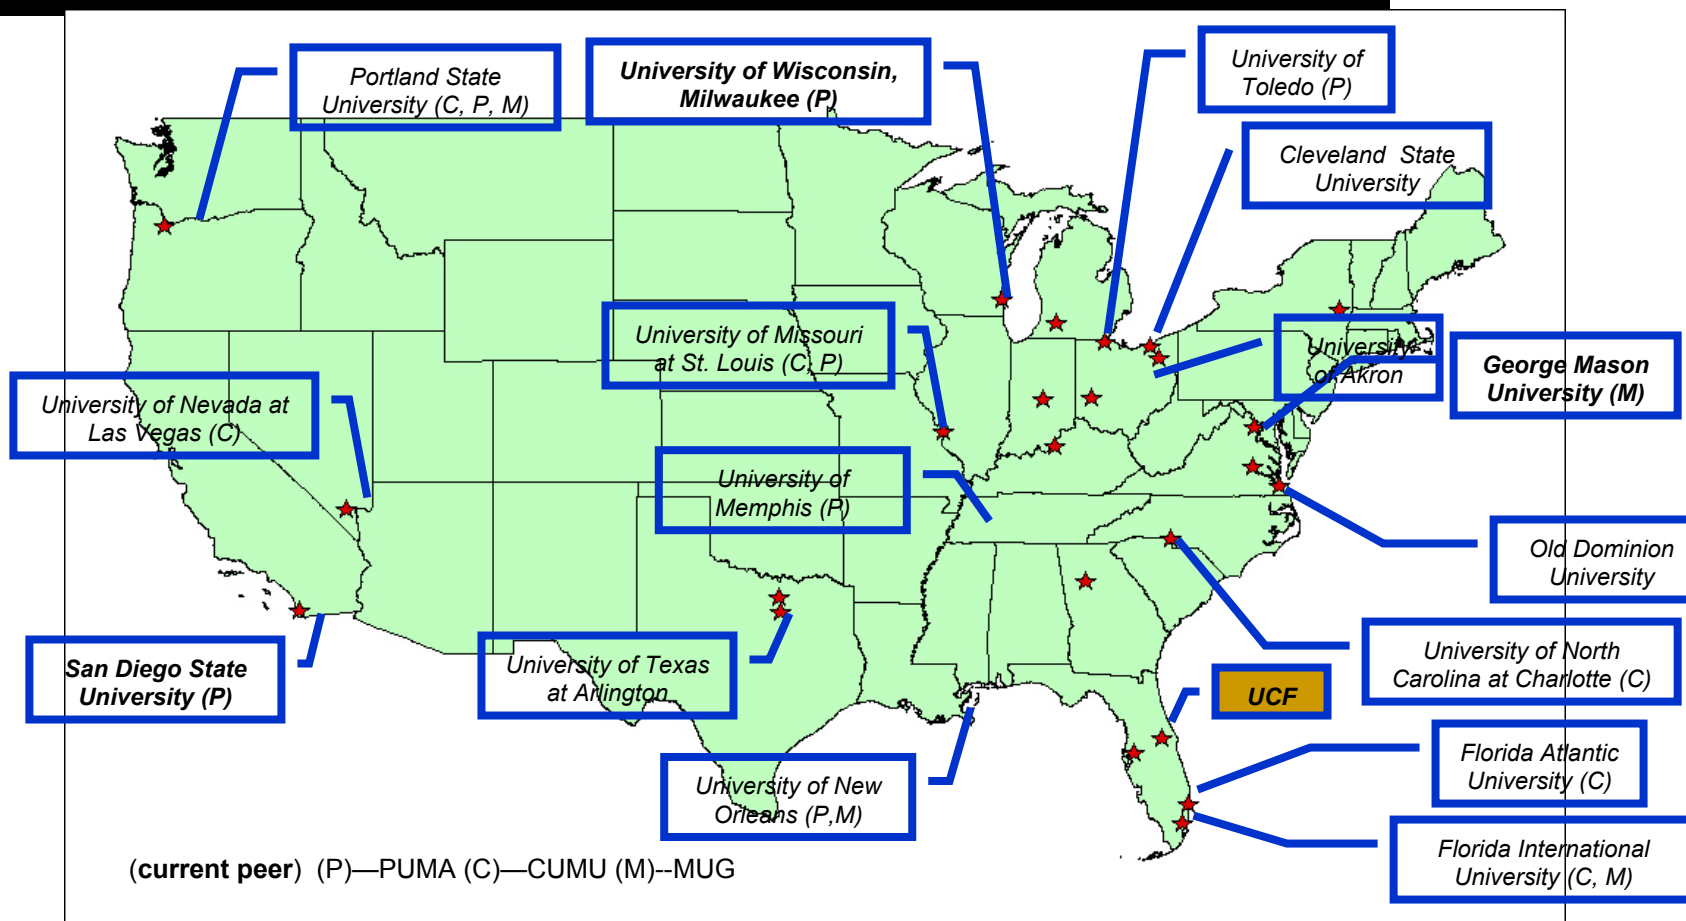 Portland State
University (C, P, M)
University of Wisconsin,
Milwaukee (P)
University of
Toledo (P)
Cleveland State
University
University of Missouri
at St. Louis (C, P)
University
of Akron
George Mason
University (M)
University of Nevada at
Las Vegas (C)
University of
Memphis (P)
Old Dominion
University
San Diego State
University (P)
University of Texas
at Arlington
University of North
Carolina at Charlotte (C)
UCF
Florida Atlantic
University (C)
University of New
Orleans (P,M)
Florida International
University (C, M)
(current peer) (P)—PUMA (C)—CUMU (M)--MUG